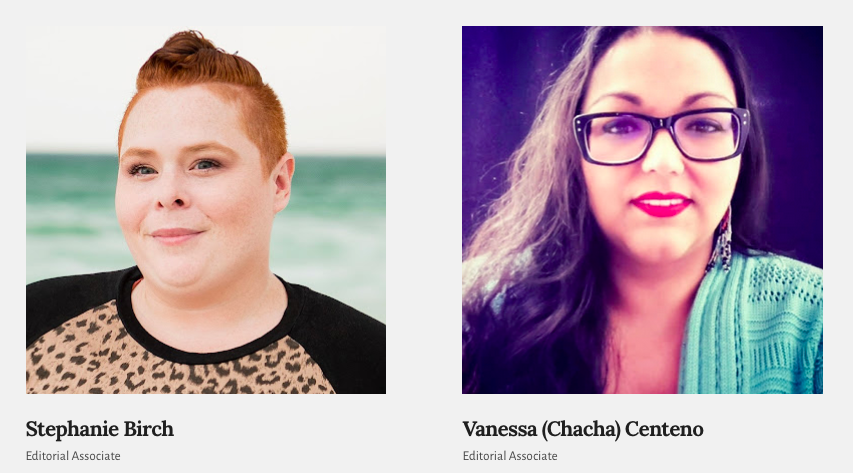 Stephanie Birch
Editorial Associate
Vanessa (Chacha) Centeno
Editorial Associate